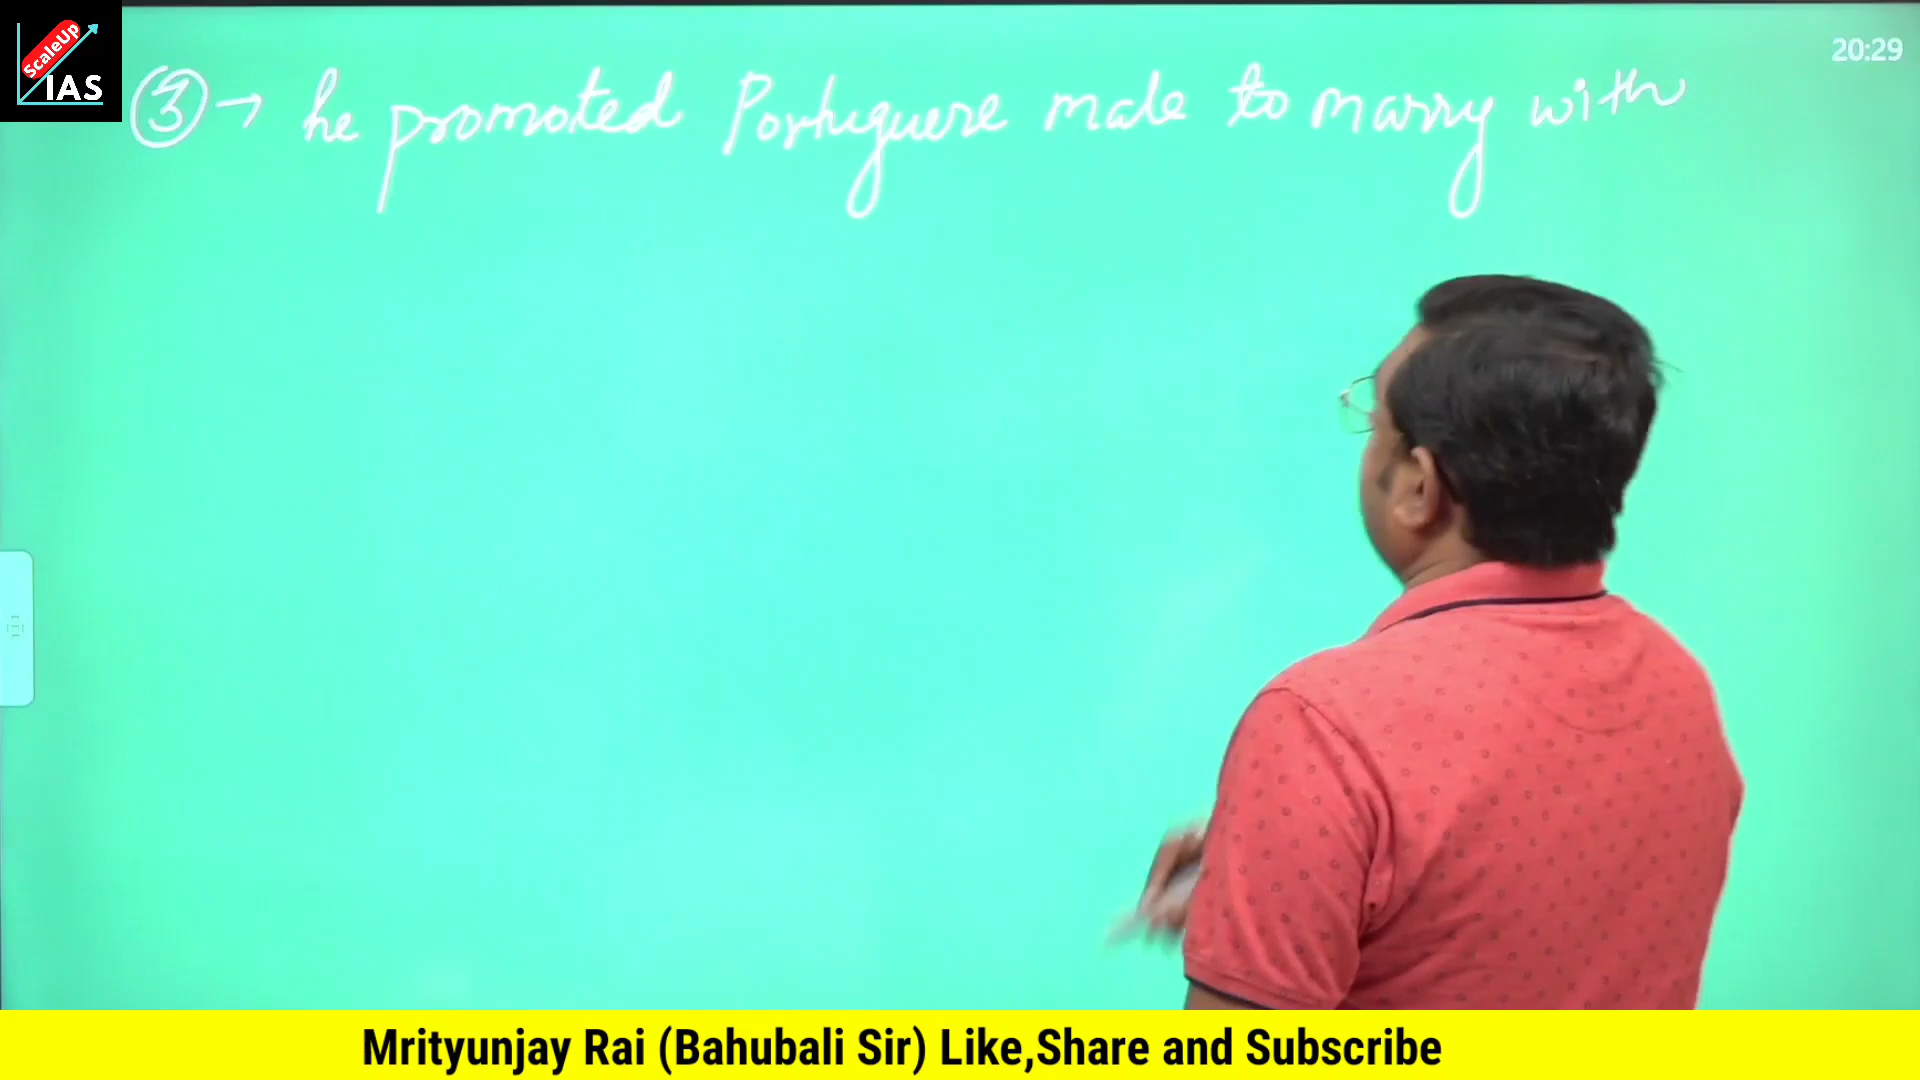 ScaleUp
IAS
20:29
③ → he promoted Portuguese male to marry with
Mrityunjay Rai (Bahubali Sir) Like,Share and Subscribe